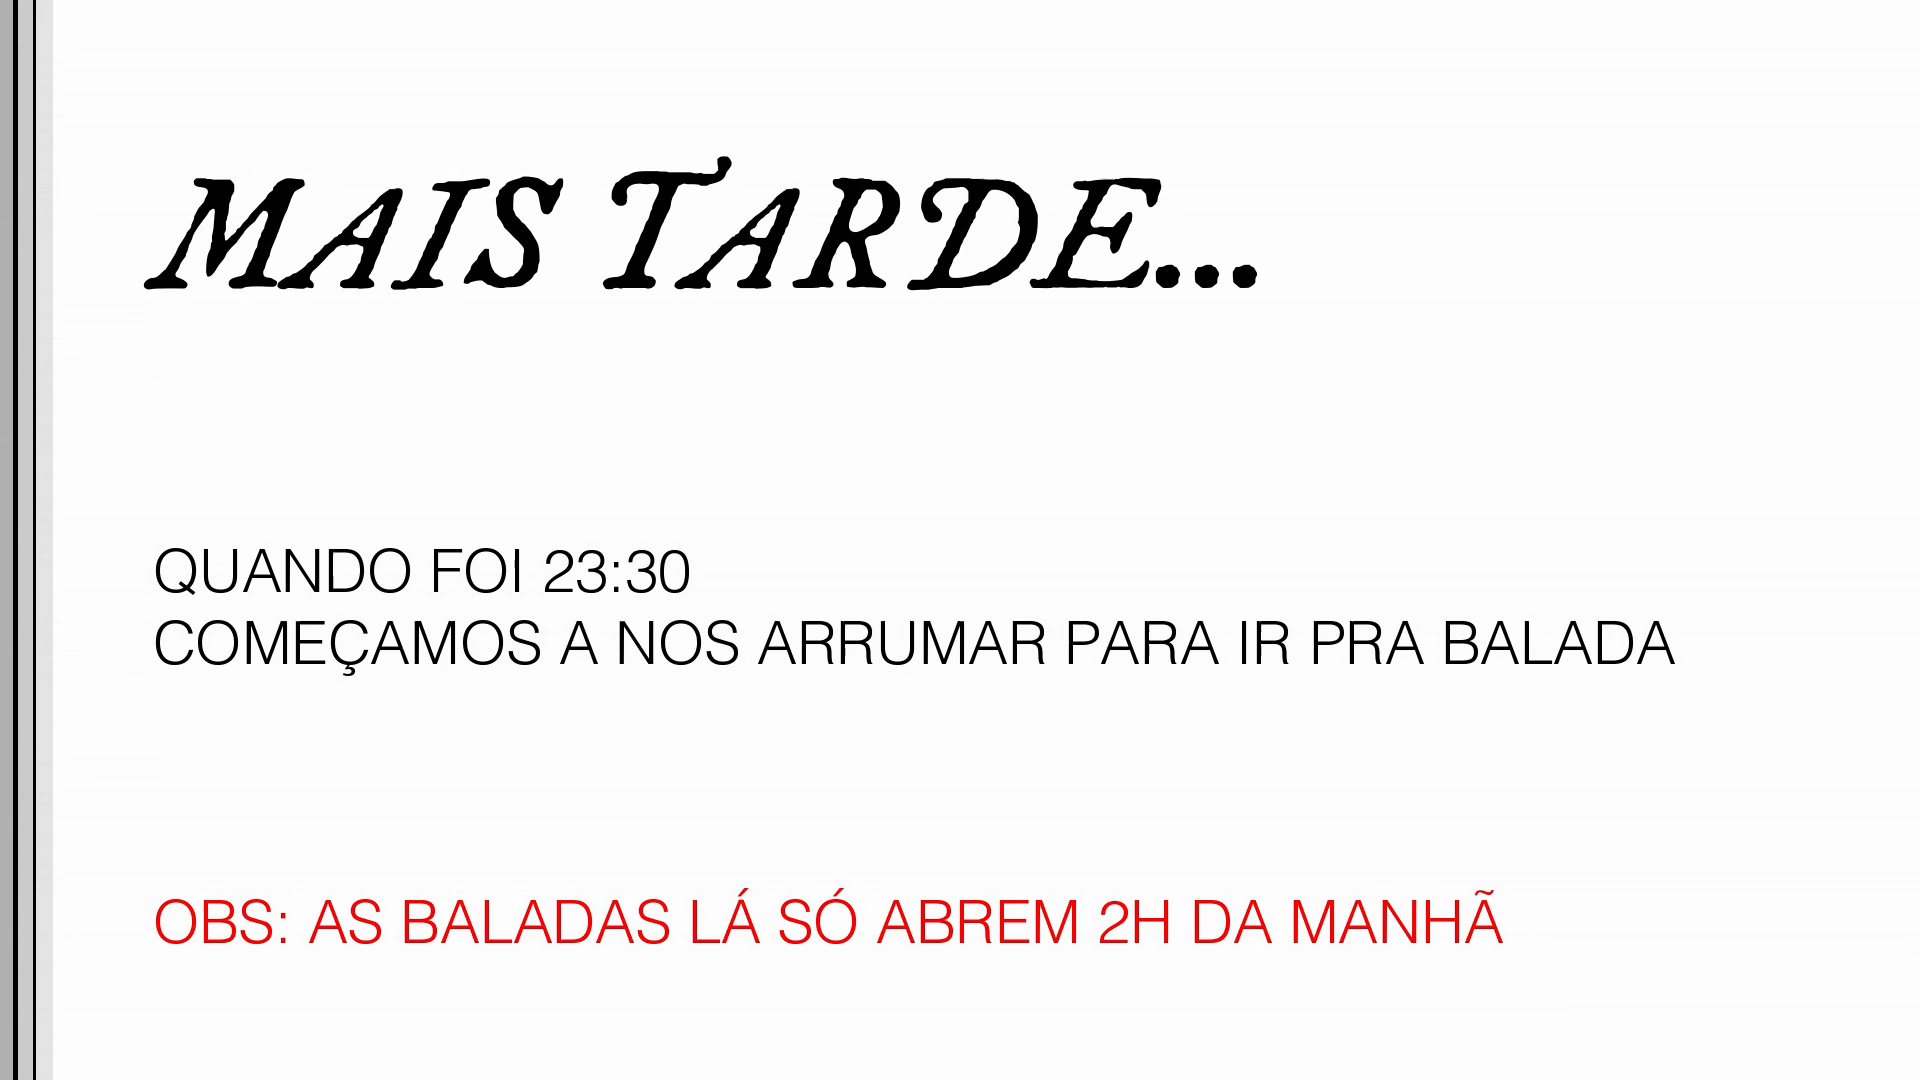 MAIS TARDE...
QUANDO FOI 23:30
COMEÇAMOS A NOS ARRUMAR PARA IR PRA BALADA
OBS: AS BALADAS LÁ SÓ ABREM 2H DA MANHÃ